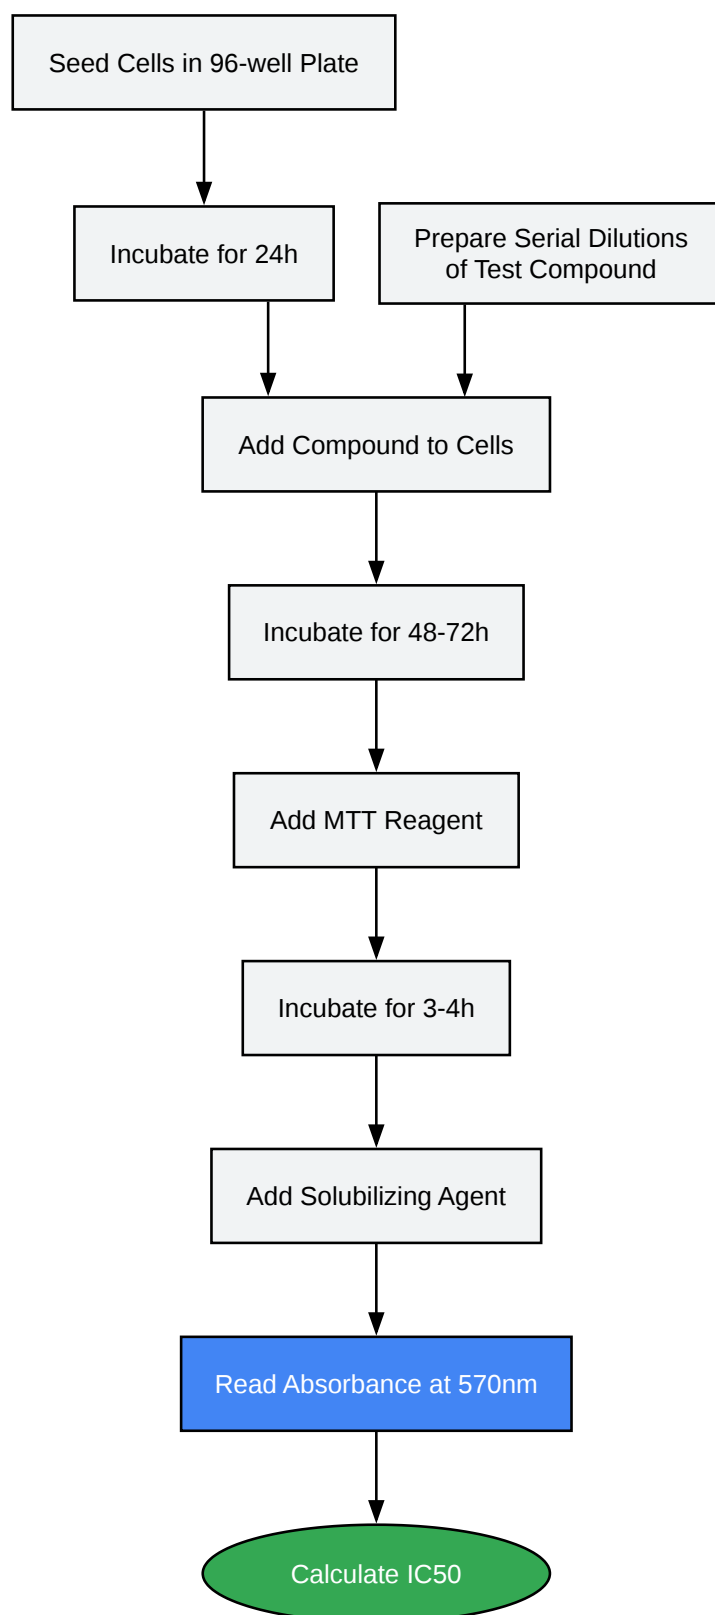 Seed Cells in 96-well Plate
Incubate for 24h
Prepare Serial Dilutions
of Test Compound
Add Compound to Cells
Incubate for 48-72h
Add MTT Reagent
Incubate for 3-4h
Add Solubilizing Agent
Read Absorbance at 570nm
Calculate IC50